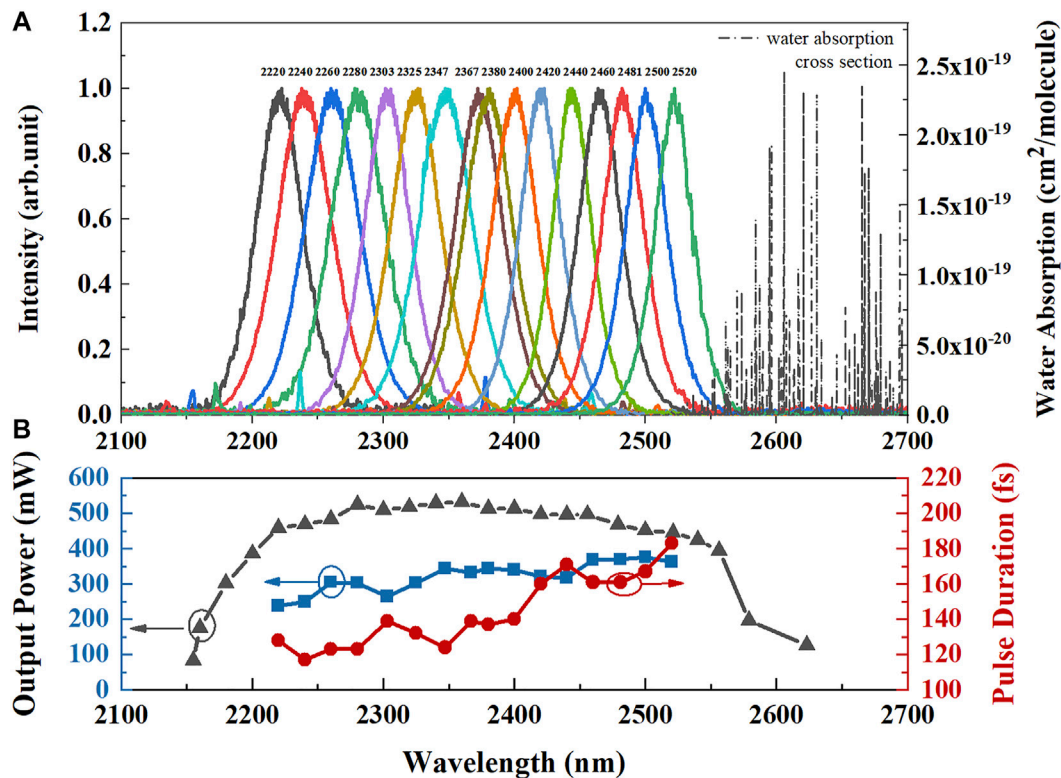 A
1.2
1.0
0.8
0.6
0.4
0.2
0.0
Intensity (arb.unit)
2220 2240 2260 2280 2303 2325 2347 2367 2380 2400 2420 2440 2460 2481 2500 2520
water absorption
cross section
2.5x10⁻¹⁹
2.0x10⁻¹⁹
1.5x10⁻¹⁹
1.0x10⁻¹⁹
5.0x10⁻²⁰
0.0
Water Absorption (cm²/molecule)
2100 2200 2300 2400 2500 2600 2700
B
600
500
400
300
200
100
0
Output Power (mW)
220
200
180
160
140
120
100
Pulse Duration (fs)
2100 2200 2300 2400 2500 2600 2700
Wavelength (nm)